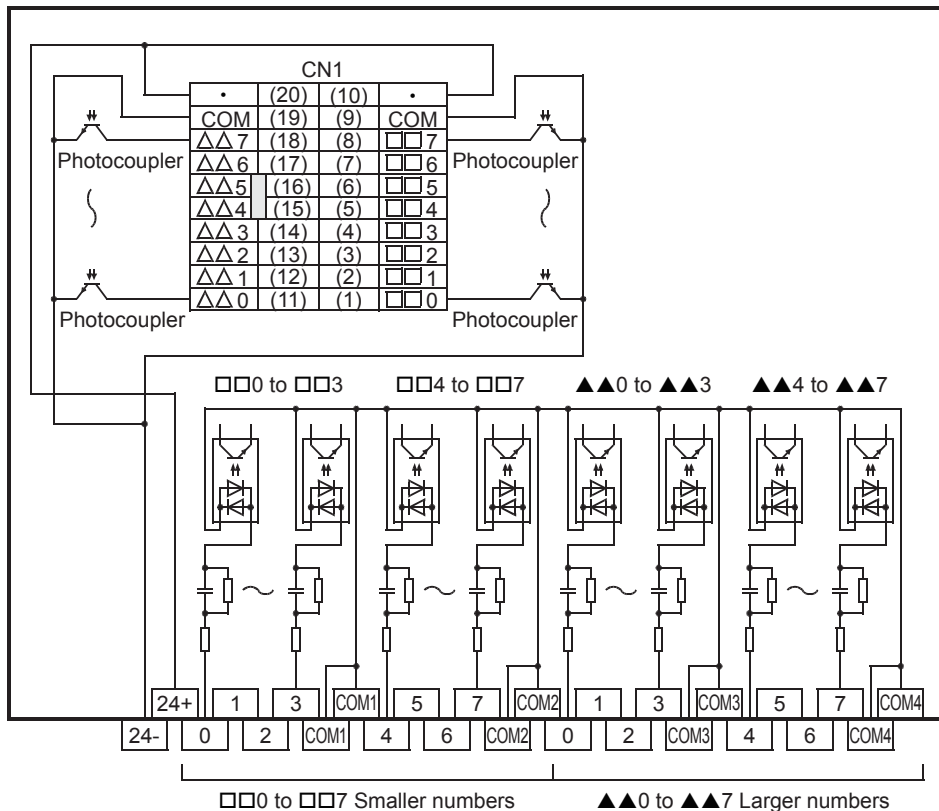 CN1
• (20) (10) •
COM (19) (9) COM
△△7 (18) (8) □□7
△△6 (17) (7) □□6
△△5 (16) (6) □□5
△△4 (15) (5) □□4
△△3 (14) (4) □□3
△△2 (13) (3) □□2
△△1 (12) (2) □□1
△△0 (11) (1) □□0
Photocoupler
Photocoupler
Photocoupler
Photocoupler
□□0 to □□3 □□4 to □□7 ▲▲0 to ▲▲3 ▲▲4 to ▲▲7
24+ 1 3 COM1 5 7 COM2 1 3 COM3 5 7 COM4
24- 0 2 COM1 4 6 COM2 0 2 COM3 4 6 COM4
□□0 to □□7 Smaller numbers ▲▲0 to ▲▲7 Larger numbers